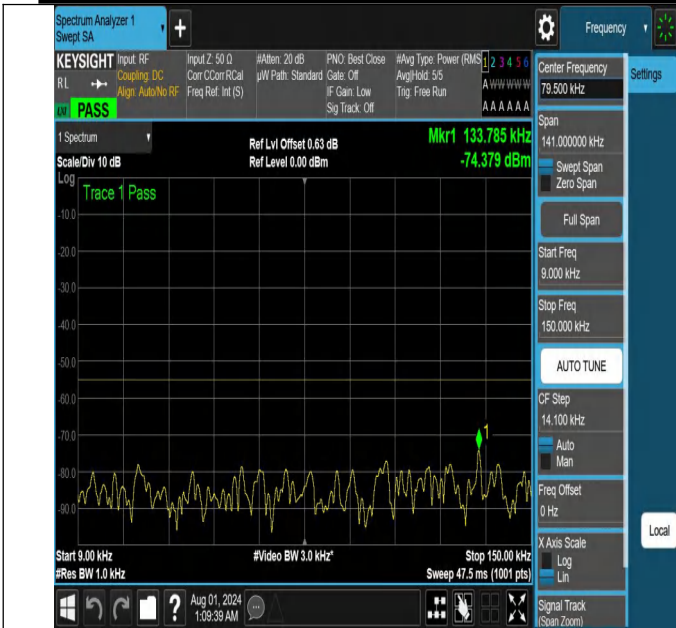 Spectrum Analyzer 1
Swept SA
+
Frequency
KEYSIGHT
RL
PASS
Input: RF
Coupling: DC
Align: Auto/No RF
Input Z: 50 Ω
Corr CCorr RCal
Freq Ref: Int (S)
#Atten: 20 dB
µW Path: Standard
PNO: Best Close
Gate: Off
IF Gain: Low
Sig Track: Off
#Avg Type: Power (RMS
Avg|Hold: 5/5
Trig: Free Run
1 2 3 4 5 6
A W W W W W
A A A A A A
Center Frequency
79.500 kHz
Settings
Span
141.000000 kHz
Swept Span
Zero Span
Full Span
Start Freq
9.000 kHz
Stop Freq
150.000 kHz
AUTO TUNE
CF Step
14.100 kHz
Auto
Man
Freq Offset
0 Hz
X Axis Scale
Log
Lin
Signal Track
(Span Zoom)
Local
1 Spectrum
Scale/Div 10 dB
Log
Ref Lvl Offset 0.63 dB
Ref Level 0.00 dBm
Mkr1 133.785 kHz
-74.379 dBm
Trace 1 Pass
-10.0
-20.0
-30.0
-40.0
-50.0
-60.0
-70.0
-80.0
-90.0
1
Start 9.00 kHz
#Res BW 1.0 kHz
#Video BW 3.0 kHz*
Stop 150.00 kHz
Sweep 47.5 ms (1001 pts)
?
Aug 01, 2024
1:09:39 AM